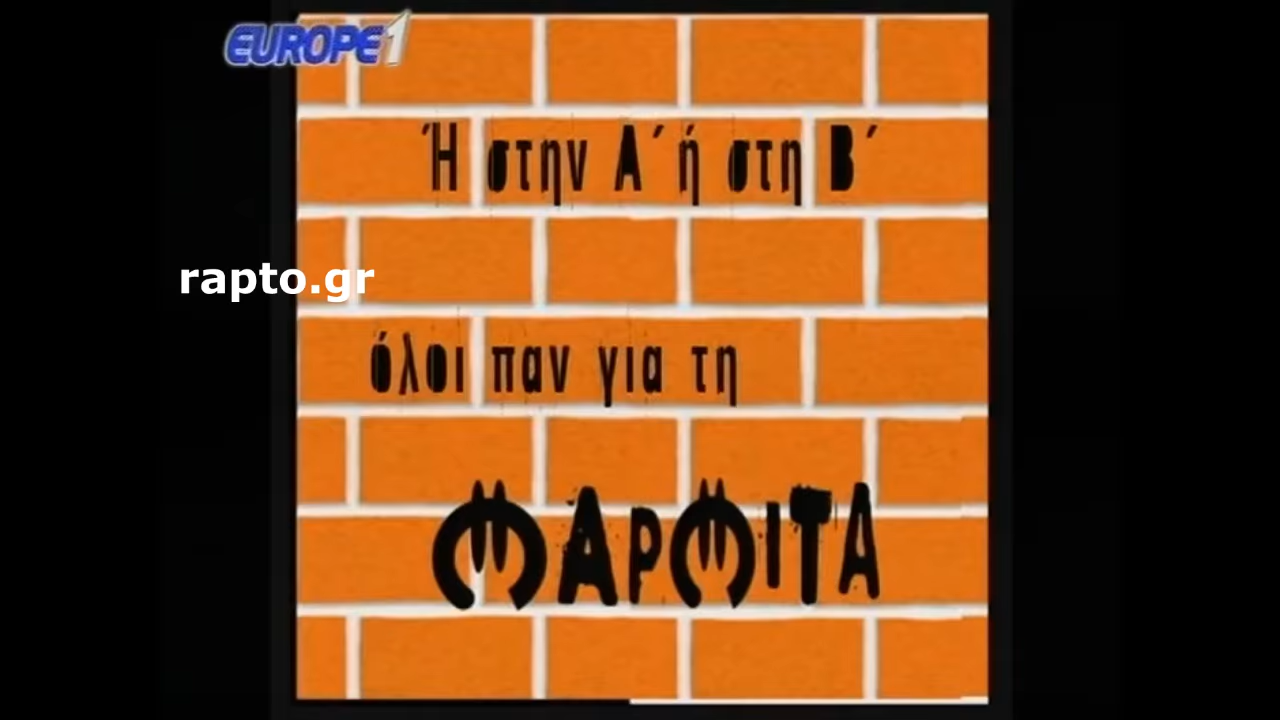 EUROPE1
Ή στην Α΄ή στη Β΄
rapto.gr
όλοι παν για τη
ΜΑΡΜΙΤΑ